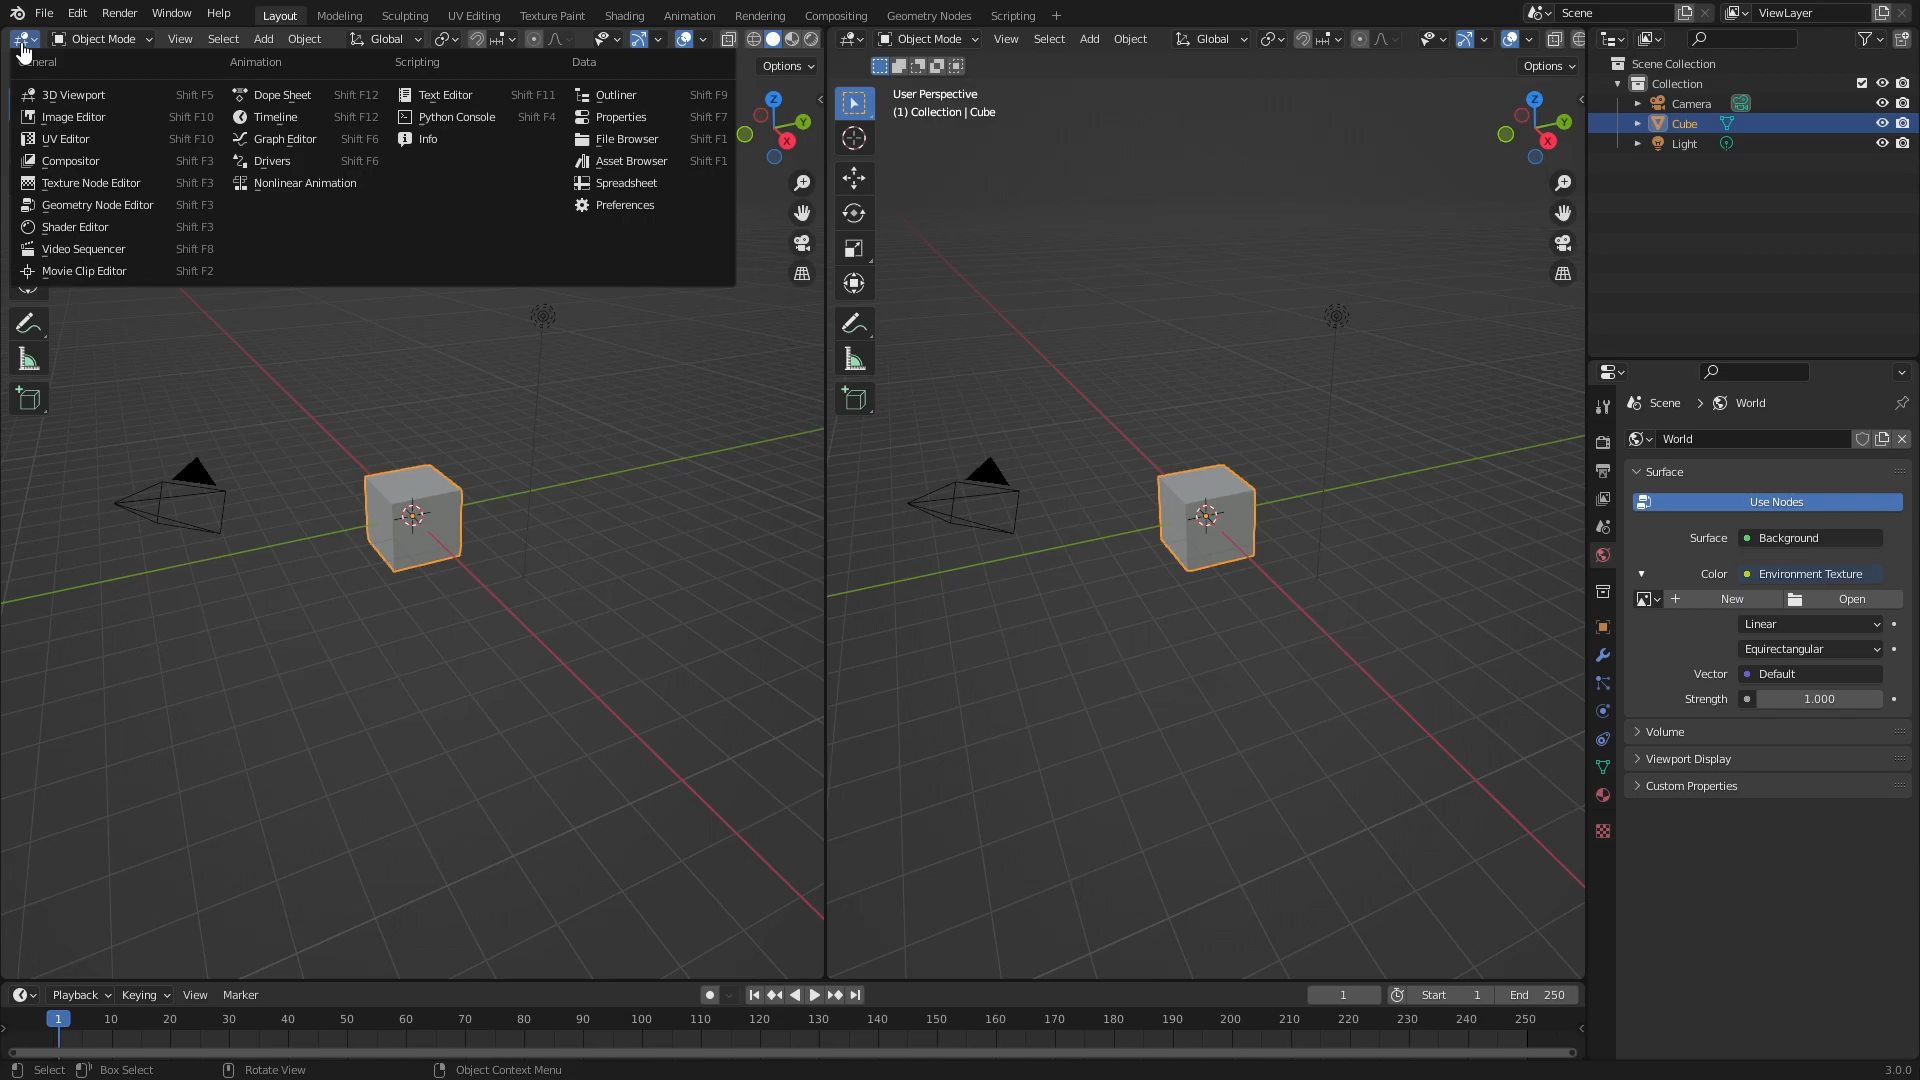 File Edit Render Window Help Layout Modeling Sculpting UV Editing Texture Paint Shading Animation Rendering Compositing Geometry Nodes Scripting + Scene ViewLayer
Object Mode View Select Add Object Global
Object Mode View Select Add Object Global
General Animation Scripting Data
Options
Options
3D Viewport Shift F5
Image Editor Shift F10
UV Editor Shift F10
Compositor Shift F3
Texture Node Editor Shift F3
Geometry Node Editor Shift F3
Shader Editor Shift F3
Video Sequencer Shift F8
Movie Clip Editor Shift F2
Dope Sheet Shift F12
Timeline Shift F12
Graph Editor Shift F6
Drivers Shift F6
Nonlinear Animation
Text Editor Shift F11
Python Console Shift F4
Info
Outliner Shift F9
Properties Shift F7
File Browser Shift F1
Asset Browser Shift F1
Spreadsheet
Preferences
Z
Y
X
User Perspective
(1) Collection | Cube
Z
Y
X
Scene Collection
Collection
Camera
Cube
Light
Scene > World
World
Surface
Use Nodes
Surface Background
Color Environment Texture
New Open
Linear
Equirectangular
Vector Default
Strength 1.000
Volume
Viewport Display
Custom Properties
Playback Keying View Marker 1 Start 1 End 250
1 10 20 30 40 50 60 70 80 90 100 110 120 130 140 150 160 170 180 190 200 210 220 230 240 250
Select Box Select Rotate View Object Context Menu 3.0.0